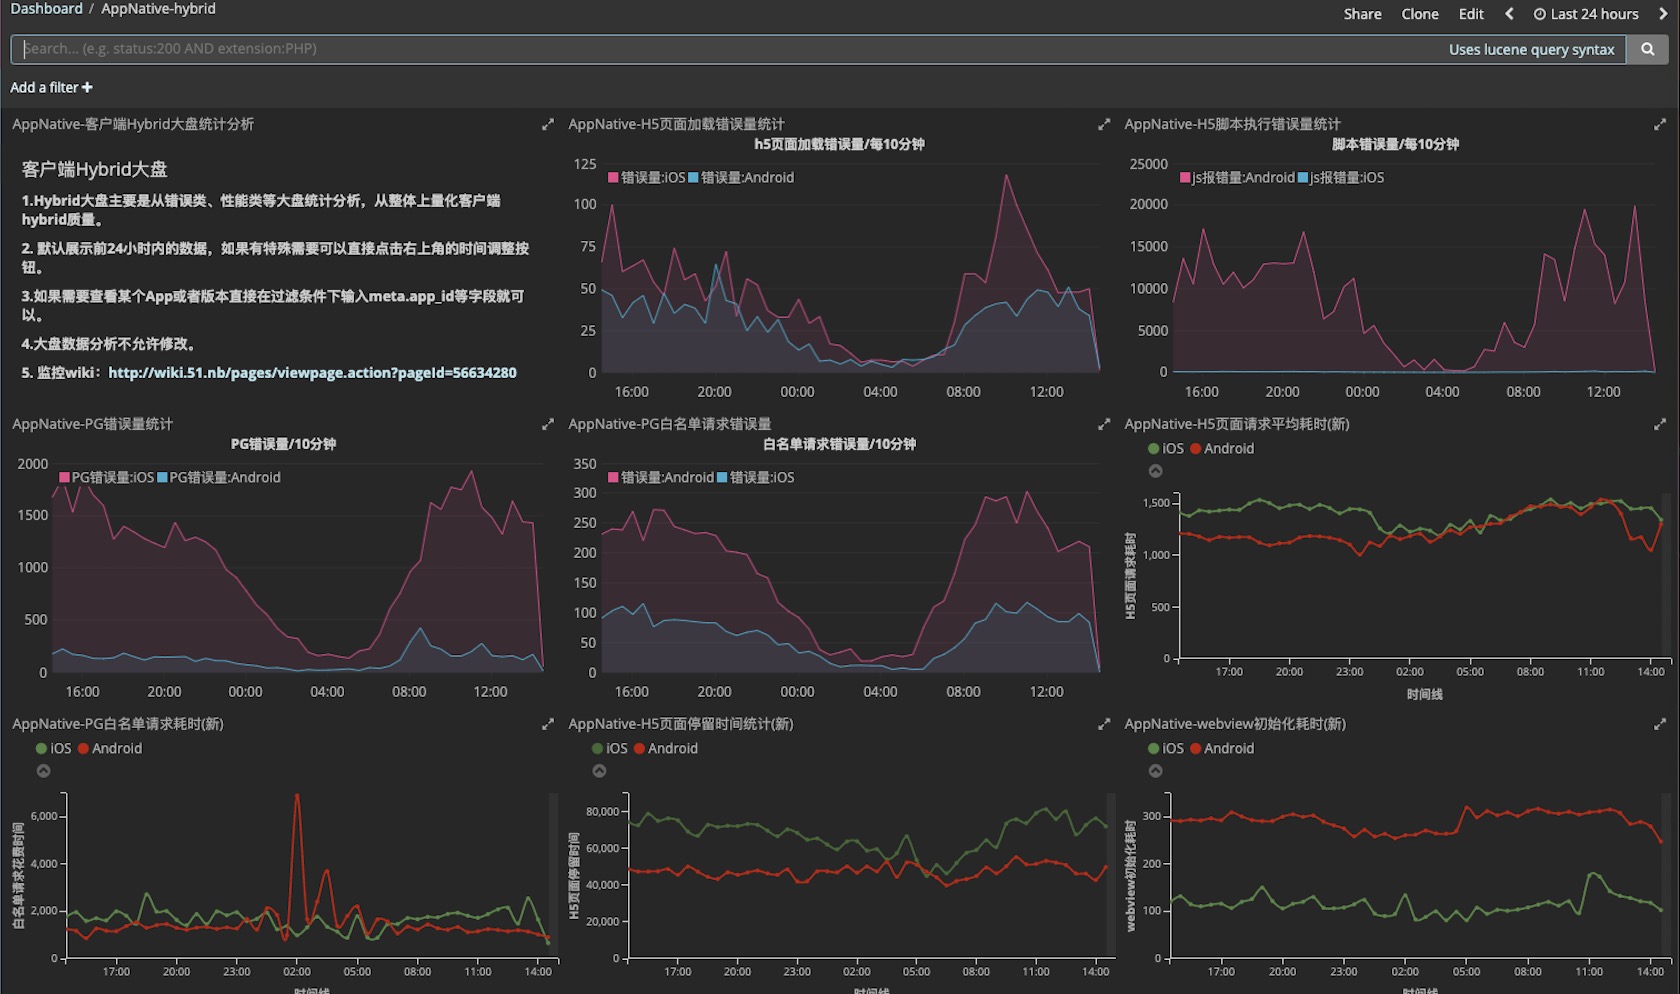 Dashboard / AppNative-hybrid
Share Clone Edit Last 24 hours
Search... (e.g. status:200 AND extension:PHP)
Uses lucene query syntax
Add a filter
AppNative-客户端Hybrid大盘统计分析
客户端Hybrid大盘
1.Hybrid大盘主要是从错误类、性能类等大盘统计分析，从整体上量化客户端
hybrid质量。
2. 默认展示前24小时内的数据，如果有特殊需要可以直接点击右上角的时间调整按
钮。
3.如果需要查看某个App或者版本直接在过滤条件下输入meta.app_id等字段就可
以。
4.大盘数据分析不允许修改。
5. 监控wiki：http://wiki.51.nb/pages/viewpage.action?pageId=56634280
AppNative-H5页面加载错误量统计
h5页面加载错误量/每10分钟
错误量:iOS 错误量:Android
125
100
75
50
25
0
16:00 20:00 00:00 04:00 08:00 12:00
AppNative-H5脚本执行错误量统计
脚本错误量/每10分钟
js报错量:Android js报错量:iOS
25000
20000
15000
10000
5000
0
16:00 20:00 00:00 04:00 08:00 12:00
AppNative-PG错误量统计
PG错误量/10分钟
PG错误量:iOS PG错误量:Android
2000
1500
1000
500
0
16:00 20:00 00:00 04:00 08:00 12:00
AppNative-PG白名单请求错误量
白名单请求错误量/10分钟
错误量:Android 错误量:iOS
350
300
250
200
150
100
50
0
16:00 20:00 00:00 04:00 08:00 12:00
AppNative-H5页面请求平均耗时(新)
iOS Android
H5页面请求耗时
1,500
1,000
500
0
17:00 20:00 23:00 02:00 05:00 08:00 11:00 14:00
时间线
AppNative-PG白名单请求耗时(新)
iOS Android
白名单请求花费时间
6,000
4,000
2,000
0
17:00 20:00 23:00 02:00 05:00 08:00 11:00 14:00
时间线
AppNative-H5页面停留时间统计(新)
iOS Android
H5页面停留时间
80,000
60,000
40,000
20,000
0
17:00 20:00 23:00 02:00 05:00 08:00 11:00 14:00
时间线
AppNative-webview初始化耗时(新)
iOS Android
webview初始化耗时
300
200
100
0
17:00 20:00 23:00 02:00 05:00 08:00 11:00 14:00
时间线